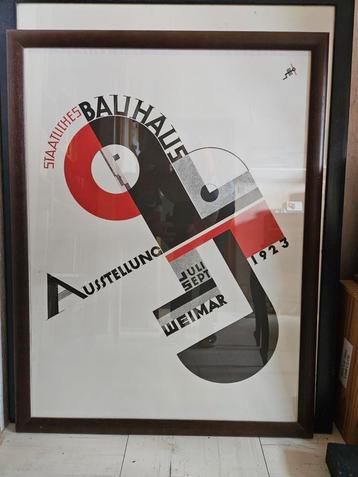 STAATLICHES
BAUHAUS
AUSSTELLUNG
JULI
SEPT
WEIMAR
1923